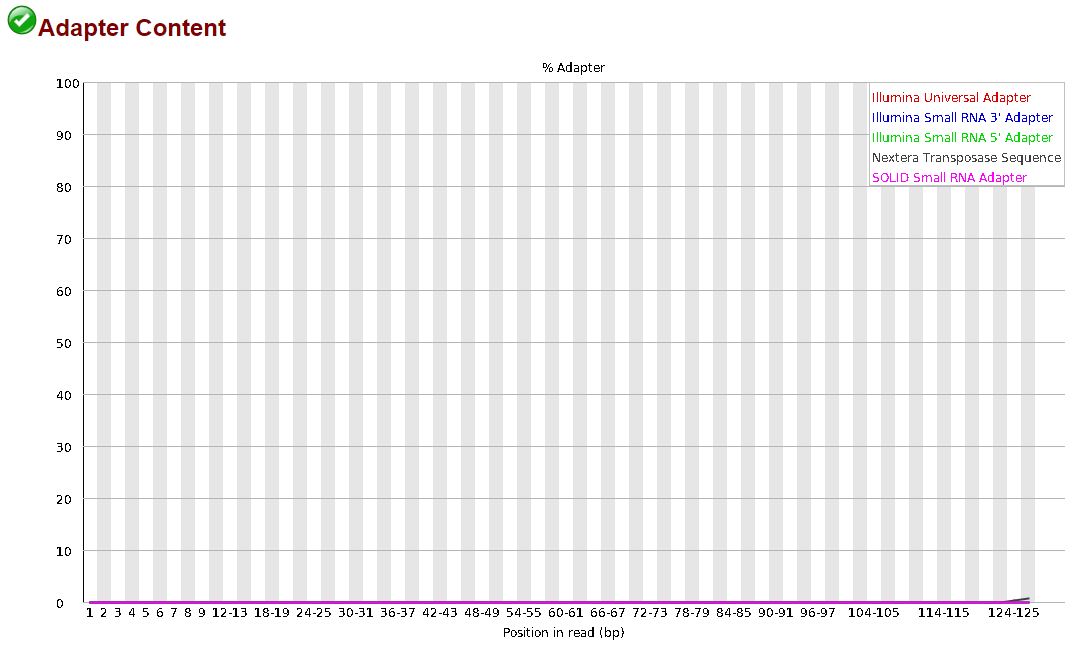 Adapter Content
% Adapter
100
90
80
70
60
50
40
30
20
10
0
Illumina Universal Adapter
Illumina Small RNA 3' Adapter
Illumina Small RNA 5' Adapter
Nextera Transposase Sequence
SOLID Small RNA Adapter
1 2 3 4 5 6 7 8 9 12-13 18-19 24-25 30-31 36-37 42-43 48-49 54-55 60-61 66-67 72-73 78-79 84-85 90-91 96-97 104-105 114-115 124-125
Position in read (bp)